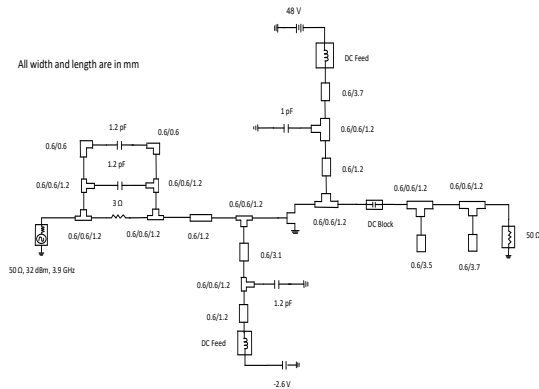 48 V
All width and length are in mm
DC Feed
0.6/3.7
1.2 pF
0.6/0.6
0.6/0.6
1 pF
0.6/0.6/1.2
1.2 pF
0.6/0.6/1.2
0.6/0.6/1.2
0.6/1.2
3 Ω
0.6/0.6/1.2
0.6/0.6/1.2
0.6/0.6/1.2
0.6/0.6/1.2
0.6/0.6/1.2
0.6/1.2
0.6/0.6/1.2
DC Block
50 Ω
50 Ω, 32 dBm, 3.9 GHz
0.6/3.1
0.6/3.5
0.6/3.7
0.6/0.6/1.2
1.2 pF
0.6/1.2
DC Feed
-2.6 V